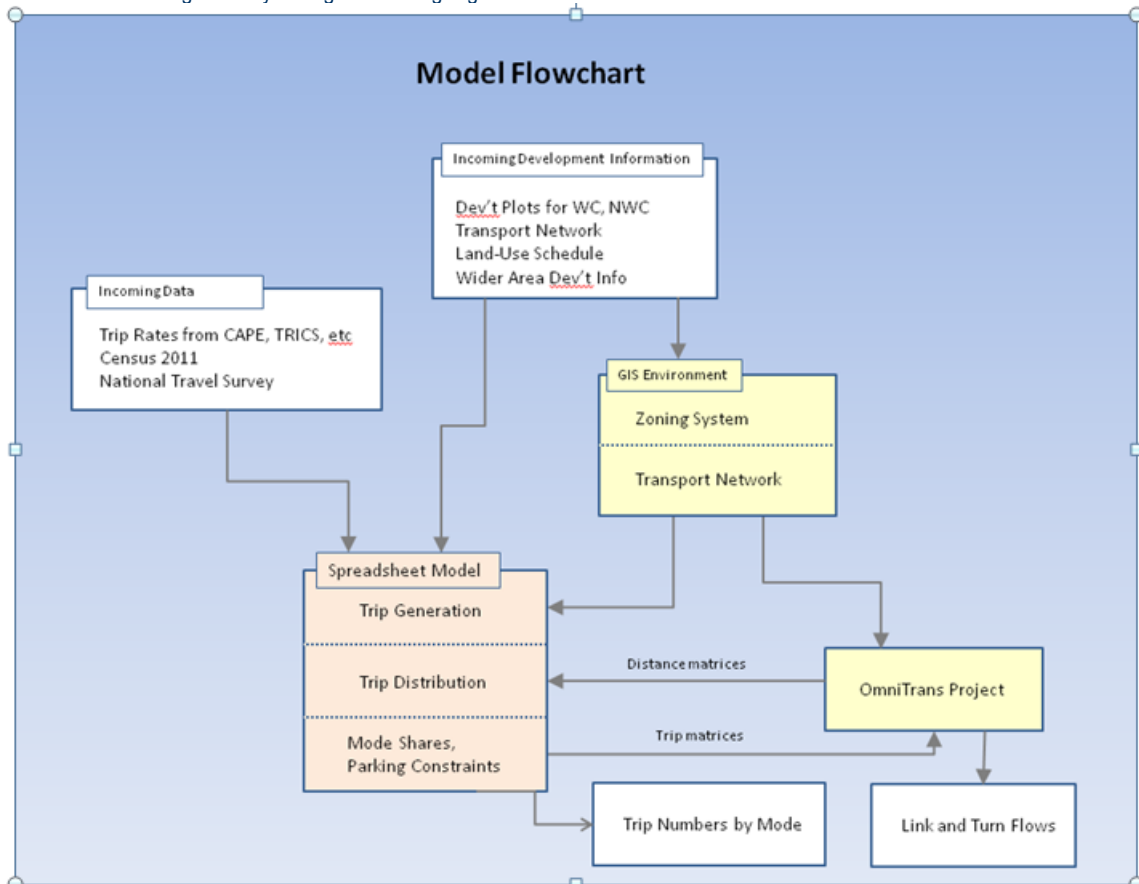 Model Flowchart
Incoming Development Information
Dev't Plots for WC, NWC
Transport Network
Land-Use Schedule
Wider Area Dev't Info
Incoming Data
Trip Rates from CAPE, TRICS, etc
Census 2011
National Travel Survey
GIS Environment
Zoning System
Transport Network
Spreadsheet Model
Trip Generation
Trip Distribution
Mode Shares,
Parking Constraints
Distance matrices
OmniTrans Project
Trip matrices
Trip Numbers by Mode
Link and Turn Flows